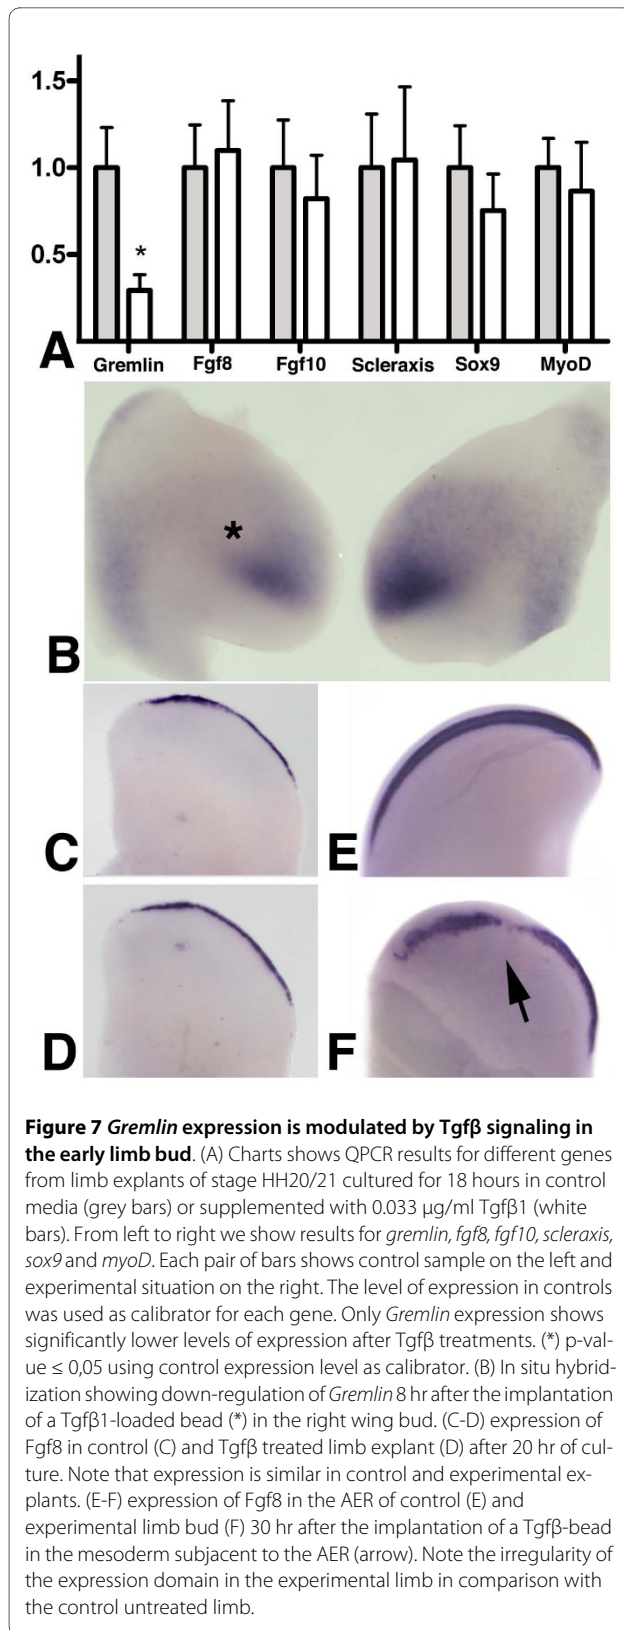 1.5
1.0
0.5
*
A
Gremlin Fgf8 Fgf10 Scleraxis Sox9 MyoD
*
B
C
E
D
F
Figure 7 Gremlin expression is modulated by Tgfβ signaling in
the early limb bud. (A) Charts shows QPCR results for different genes
from limb explants of stage HH20/21 cultured for 18 hours in control
media (grey bars) or supplemented with 0.033 μg/ml Tgfβ1 (white
bars). From left to right we show results for gremlin, fgf8, fgf10, scleraxis,
sox9 and myoD. Each pair of bars shows control sample on the left and
experimental situation on the right. The level of expression in controls
was used as calibrator for each gene. Only Gremlin expression shows
significantly lower levels of expression after Tgfβ treatments. (*) p-val-
ue ≤ 0,05 using control expression level as calibrator. (B) In situ hybrid-
ization showing down-regulation of Gremlin 8 hr after the implantation
of a Tgfβ1-loaded bead (*) in the right wing bud. (C-D) expression of
Fgf8 in control (C) and Tgfβ treated limb explant (D) after 20 hr of cul-
ture. Note that expression is similar in control and experimental ex-
plants. (E-F) expression of Fgf8 in the AER of control (E) and
experimental limb bud (F) 30 hr after the implantation of a Tgfβ-bead
in the mesoderm subjacent to the AER (arrow). Note the irregularity of
the expression domain in the experimental limb in comparison with
the control untreated limb.